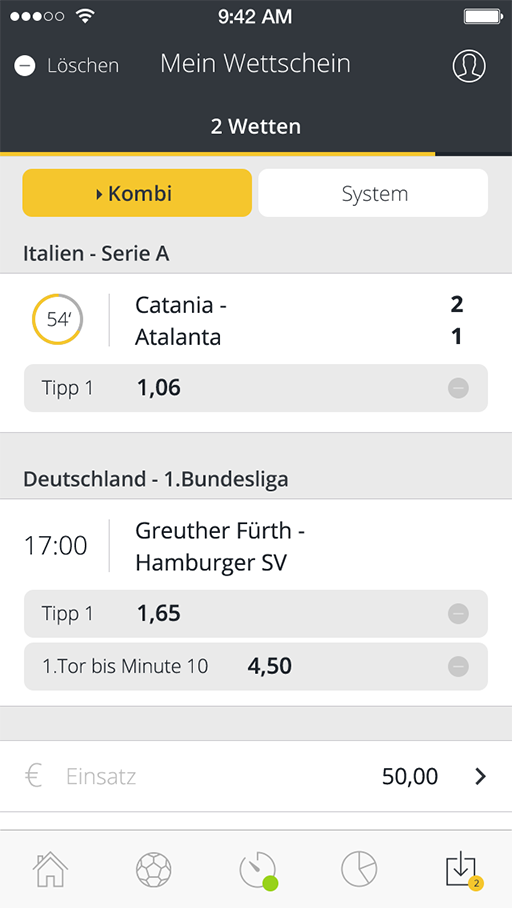 9:42 AM
Löschen
Mein Wettschein
2 Wetten
Kombi
System
Italien - Serie A
54‘
Catania - 2
Atalanta 1
Tipp 1 1,06
Deutschland - 1.Bundesliga
17:00
Greuther Fürth -
Hamburger SV
Tipp 1 1,65
1.Tor bis Minute 10 4,50
€ Einsatz 50,00
2